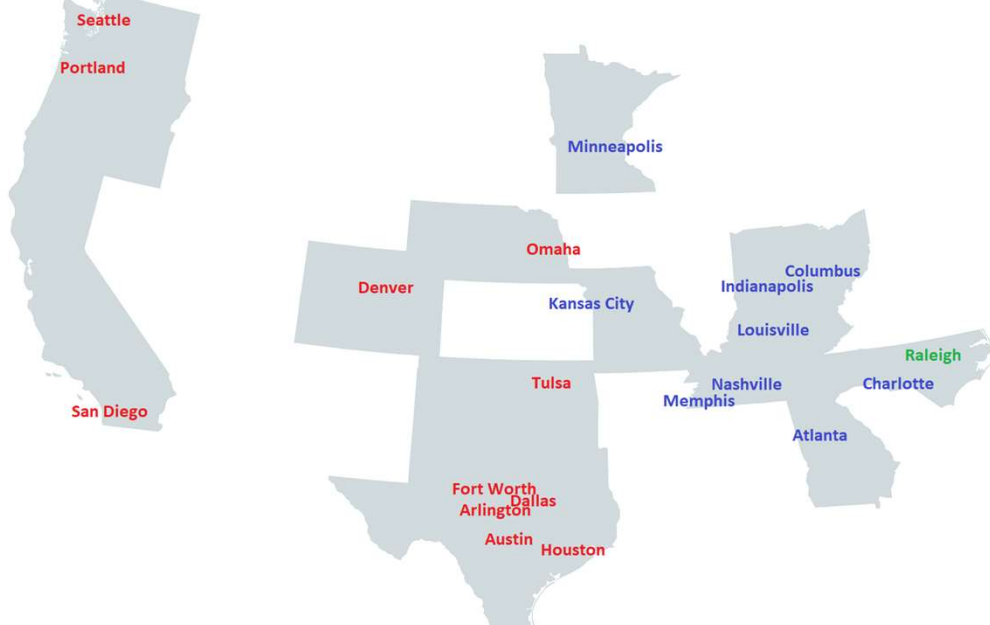 Seattle
Portland
Minneapolis
Omaha
Columbus
Denver
Indianapolis
Kansas City
Louisville
Raleigh
Tulsa
Nashville
Charlotte
Memphis
San Diego
Atlanta
Fort Worth
Dallas
Arlington
Austin
Houston